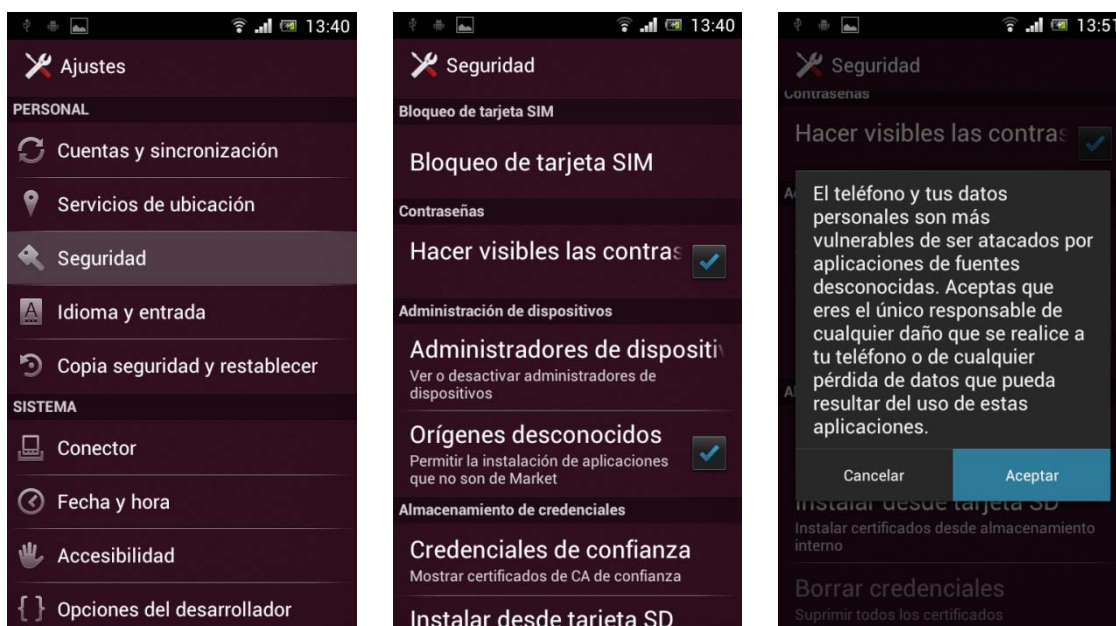 13:40
Ajustes
PERSONAL
Cuentas y sincronización
Servicios de ubicación
Seguridad
Idioma y entrada
Copia seguridad y restablecer
SISTEMA
Conector
Fecha y hora
Accesibilidad
Opciones del desarrollador
13:40
Seguridad
Bloqueo de tarjeta SIM
Bloqueo de tarjeta SIM
Contraseñas
Hacer visibles las contras
Administración de dispositivos
Administradores de dispositi
Ver o desactivar administradores de
dispositivos
Orígenes desconocidos
Permitir la instalación de aplicaciones
que no son de Market
Almacenamiento de credenciales
Credenciales de confianza
Mostrar certificados de CA de confianza
Instalar desde tarjeta SD
13:51
Seguridad
Contraseñas
Hacer visibles las contras
El teléfono y tus datos
personales son más
vulnerables de ser atacados por
aplicaciones de fuentes
desconocidas. Aceptas que
eres el único responsable de
cualquier daño que se realice a
tu teléfono o de cualquier
pérdida de datos que pueda
resultar del uso de estas
aplicaciones.
Cancelar Aceptar
Instalar desde tarjeta SD
Instalar certificados desde almacenamiento
interno
Borrar credenciales
Suprimir todos los certificados